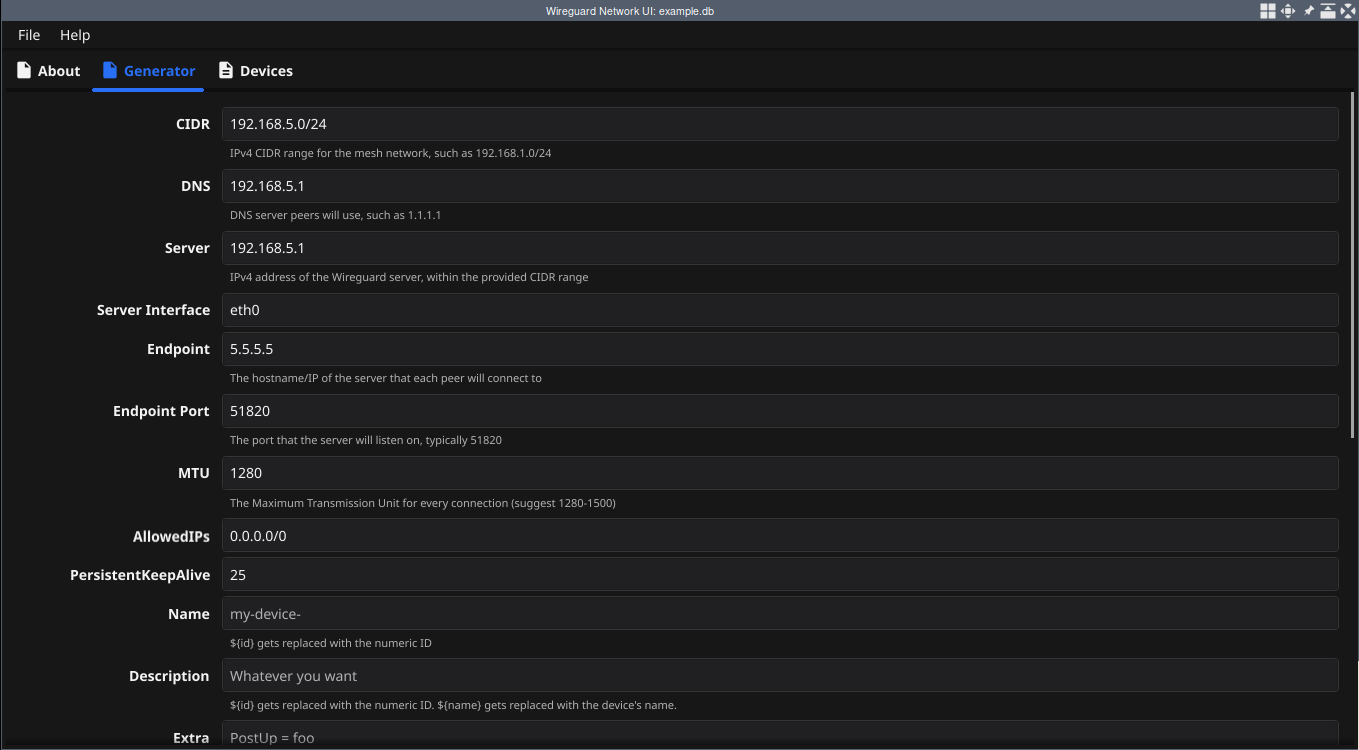 Wireguard Network UI: example.db
File Help
About Generator Devices
CIDR 192.168.5.0/24
IPv4 CIDR range for the mesh network, such as 192.168.1.0/24
DNS 192.168.5.1
DNS server peers will use, such as 1.1.1.1
Server 192.168.5.1
IPv4 address of the Wireguard server, within the provided CIDR range
Server Interface eth0
Endpoint 5.5.5.5
The hostname/IP of the server that each peer will connect to
Endpoint Port 51820
The port that the server will listen on, typically 51820
MTU 1280
The Maximum Transmission Unit for every connection (suggest 1280-1500)
AllowedIPs 0.0.0.0/0
PersistentKeepAlive 25
Name my-device-
${id} gets replaced with the numeric ID
Description Whatever you want
${id} gets replaced with the numeric ID. ${name} gets replaced with the device's name.
Extra PostUp = foo